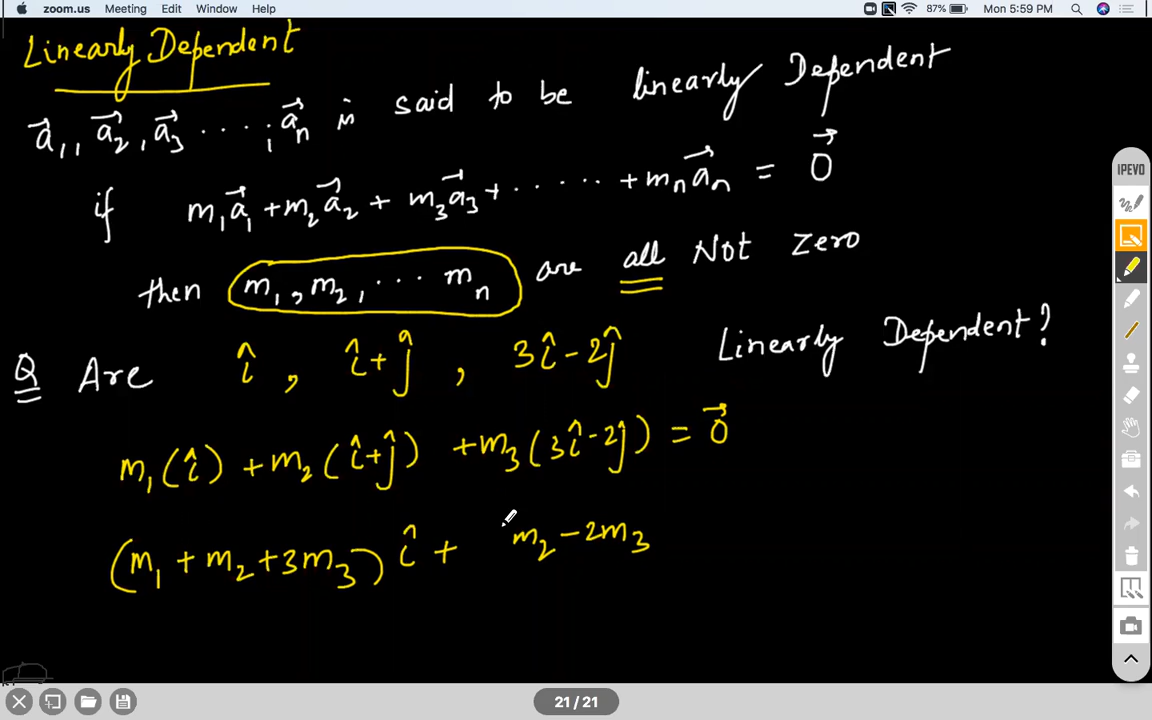 zoom.us Meeting Edit Window Help 87% Mon 5:59 PM
Linearly Dependent
a⃗₁, a⃗₂, a⃗₃ ....., a⃗ₙ is said to be linearly Dependent
if m₁a⃗₁ + m₂a⃗₂ + m₃a⃗₃ + ...... + mₙa⃗ₙ = 0⃗
then m₁, m₂, ... mₙ are all Not Zero
Q Are î, î+ĵ, 3î-2ĵ Linearly Dependent?
m₁(î) + m₂(î+ĵ) + m₃(3î-2ĵ) = 0⃗
(m₁ + m₂ + 3m₃) î + m₂ - 2m₃
IPEVO
21 / 21